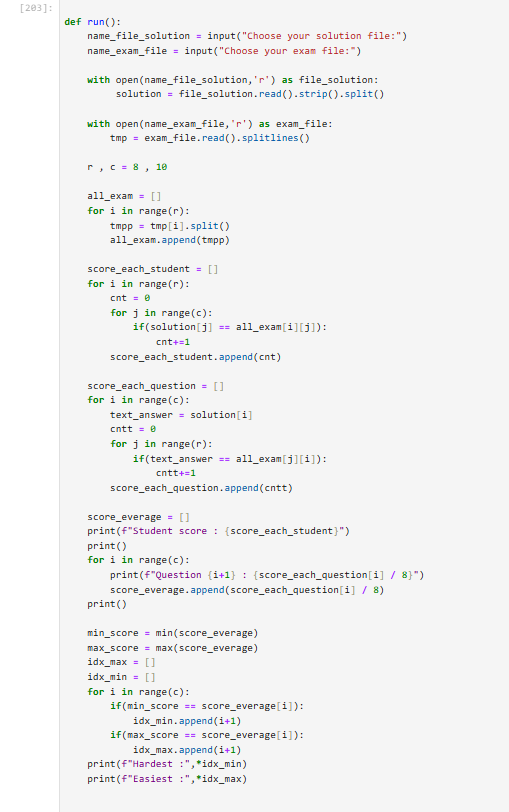 [203]:
def run():
    name_file_solution = input("Choose your solution file:")
    name_exam_file = input("Choose your exam file:")

    with open(name_file_solution,'r') as file_solution:
         solution = file_solution.read().strip().split()

    with open(name_exam_file,'r') as exam_file:
        tmp = exam_file.read().splitlines()

    r , c = 8 , 10

    all_exam = []
    for i in range(r):
        tmpp = tmp[i].split()
        all_exam.append(tmpp)

    score_each_student = []
    for i in range(r):
        cnt = 0
        for j in range(c):
            if(solution[j] == all_exam[i][j]):
                cnt+=1
        score_each_student.append(cnt)

    score_each_question = []
    for i in range(c):
        text_answer = solution[i]
        cntt = 0
        for j in range(r):
            if(text_answer == all_exam[j][i]):
                cntt+=1
        score_each_question.append(cntt)

    score_everage = []
    print(f"Student score : {score_each_student}")
    print()
    for i in range(c):
        print(f"Question {i+1} : {score_each_question[i] / 8}")
        score_everage.append(score_each_question[i] / 8)
    print()

    min_score = min(score_everage)
    max_score = max(score_everage)
    idx_max = []
    idx_min = []
    for i in range(c):
        if(min_score == score_everage[i]):
            idx_min.append(i+1)
        if(max_score == score_everage[i]):
            idx_max.append(i+1)
    print(f"Hardest :",*idx_min)
    print(f"Easiest :",*idx_max)